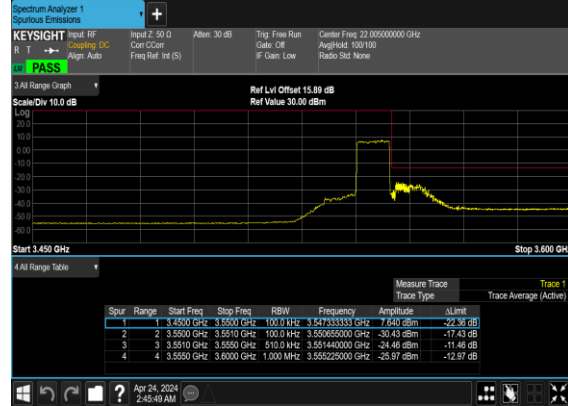 Spectrum Analyzer 1
Spurious Emissions
+
KEYSIGHT Input: RF Input Z: 50 Ω Atten: 30 dB Trig: Free Run Center Freq: 22.005000000 GHz
R T Coupling: DC Corr CCorr Gate: Off Avg|Hold: 100/100
Align: Auto Freq Ref: Int (S) IF Gain: Low Radio Std: None
PASS
3 All Range Graph
Ref Lvl Offset 15.89 dB
Scale/Div 10.0 dB Ref Value 30.00 dBm
Log
20.0
10.0
0.00
-10.0
-20.0
-30.0
-40.0
-50.0
-60.0
Start 3.450 GHz Stop 3.600 GH
4 All Range Table
Measure Trace Trace 1
Trace Type Trace Average (Active)
Spur Range Start Freq Stop Freq RBW Frequency Amplitude ΔLimit
1 1 3.4500 GHz 3.5500 GHz 100.0 kHz 3.547333333 GHz 7.640 dBm -22.36 dB
2 2 3.5500 GHz 3.5510 GHz 100.0 kHz 3.550655000 GHz -30.43 dBm -17.43 dB
3 3 3.5510 GHz 3.5550 GHz 510.0 kHz 3.551440000 GHz -24.46 dBm -11.46 dB
4 4 3.5550 GHz 3.6000 GHz 1.000 MHz 3.555225000 GHz -25.97 dBm -12.97 dB
? Apr 24, 2024
2:45:49 AM